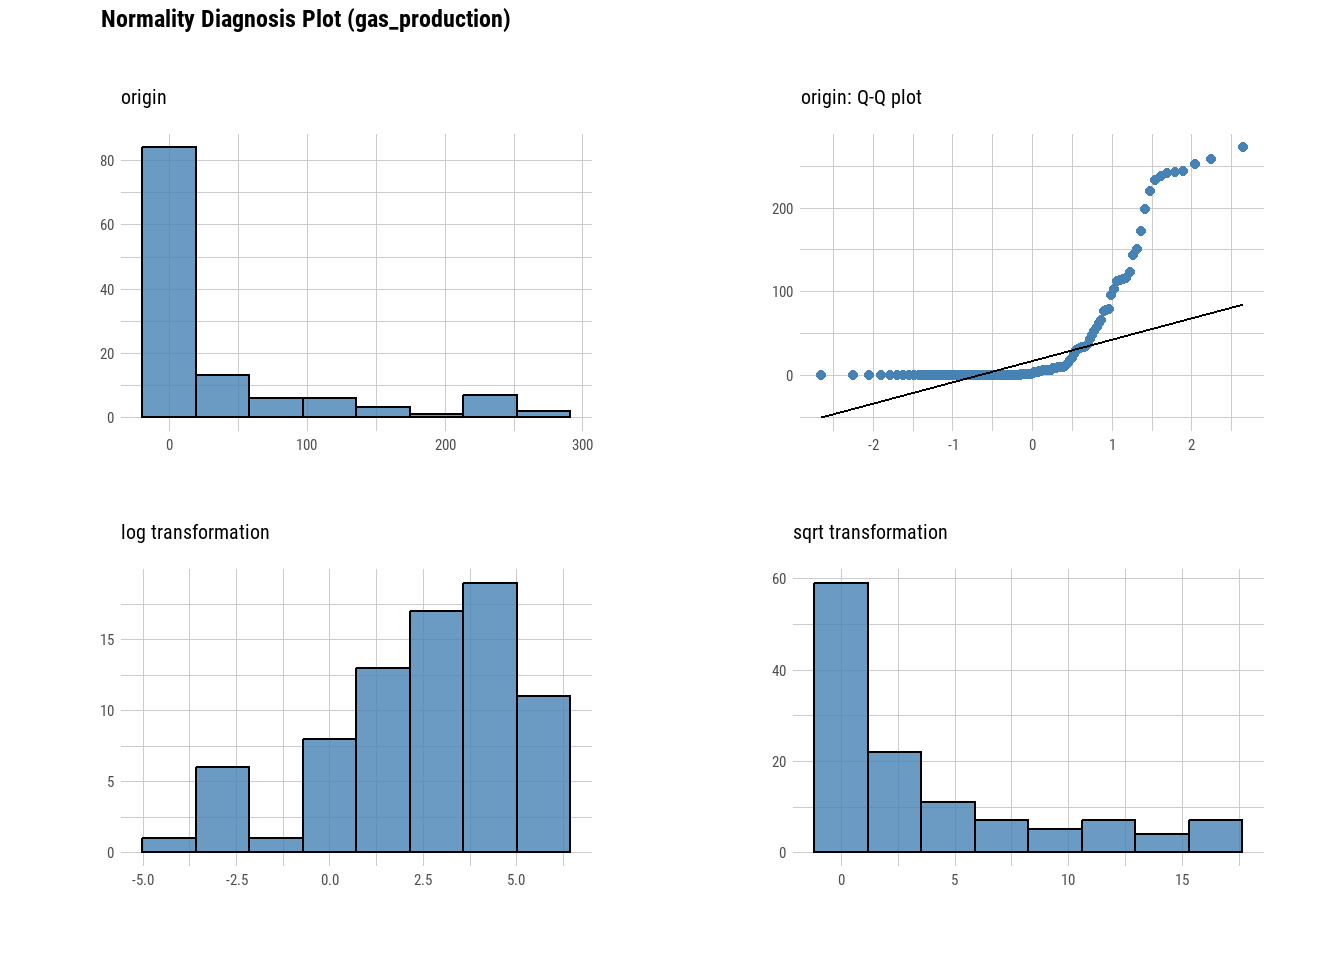 Normality Diagnosis Plot (gas_production)
origin
80
60
40
20
0
0 100 200 300
origin: Q-Q plot
200
100
0
-2 -1 0 1 2
log transformation
15
10
5
0
-5.0 -2.5 0.0 2.5 5.0
sqrt transformation
60
40
20
0
0 5 10 15